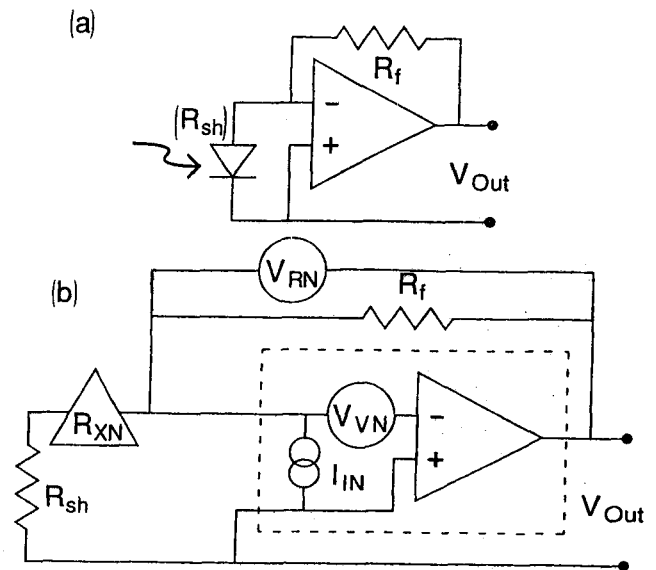 (a)
R_f
(R_sh)
−
+
V_Out
(b)
V_RN
R_f
R_XN
V_VN
−
+
I_IN
R_sh
V_Out